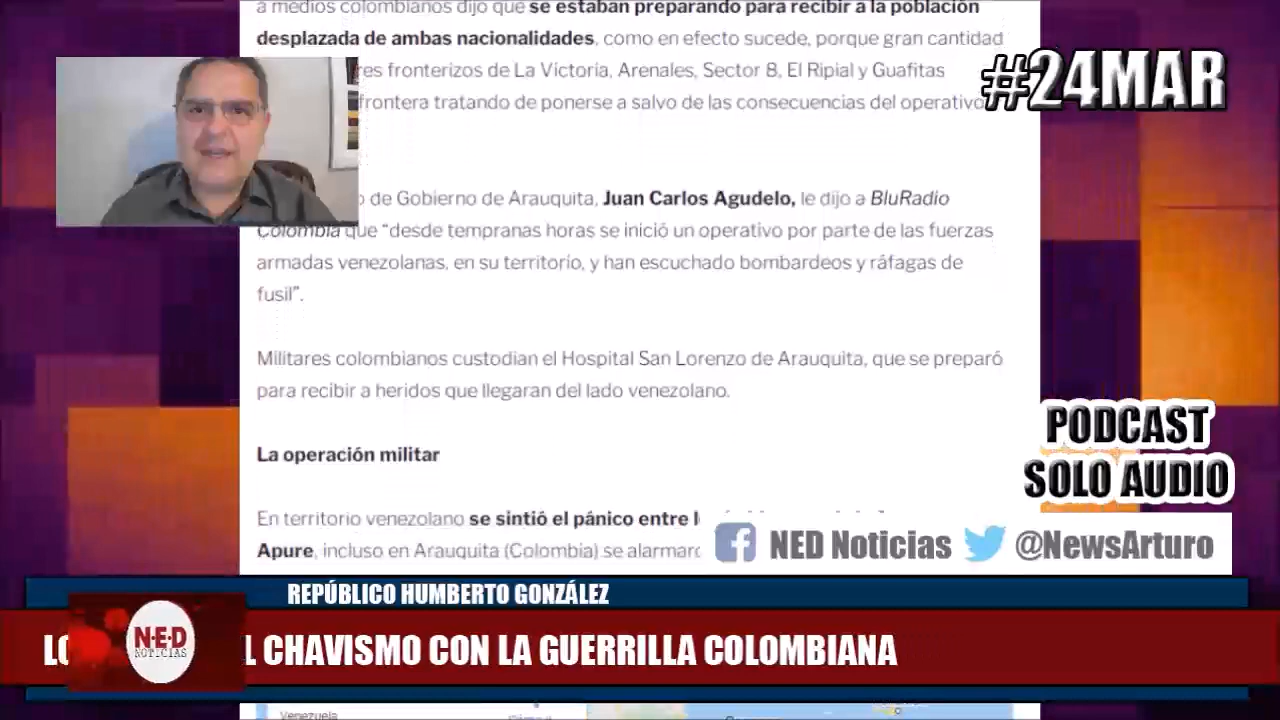 a medios colombianos dijo que se estaban preparando para recibir a la población
desplazada de ambas nacionalidades, como en efecto sucede, porque gran cantidad
res fronterizos de La Victoria, Arenales, Sector 8, El Ripial y Guafitas
frontera tratando de ponerse a salvo de las consecuencias del operativo
#24MAR
o de Gobierno de Arauquita, Juan Carlos Agudelo, le dijo a BluRadio
Colombia que “desde tempranas horas se inició un operativo por parte de las fuerzas
armadas venezolanas, en su territorio, y han escuchado bombardeos y ráfagas de
fusil”.
Militares colombianos custodian el Hospital San Lorenzo de Arauquita, que se preparó
para recibir a heridos que llegaran del lado venezolano.
PODCAST
SOLO AUDIO
La operación militar
En territorio venezolano se sintió el pánico entre l
Apure, incluso en Arauquita (Colombia) se alarmaro
NED Noticias @NewsArturo
REPÚBLICO HUMBERTO GONZÁLEZ
LO L CHAVISMO CON LA GUERRILLA COLOMBIANA
N·E·D
NOTICIAS
Venezuela